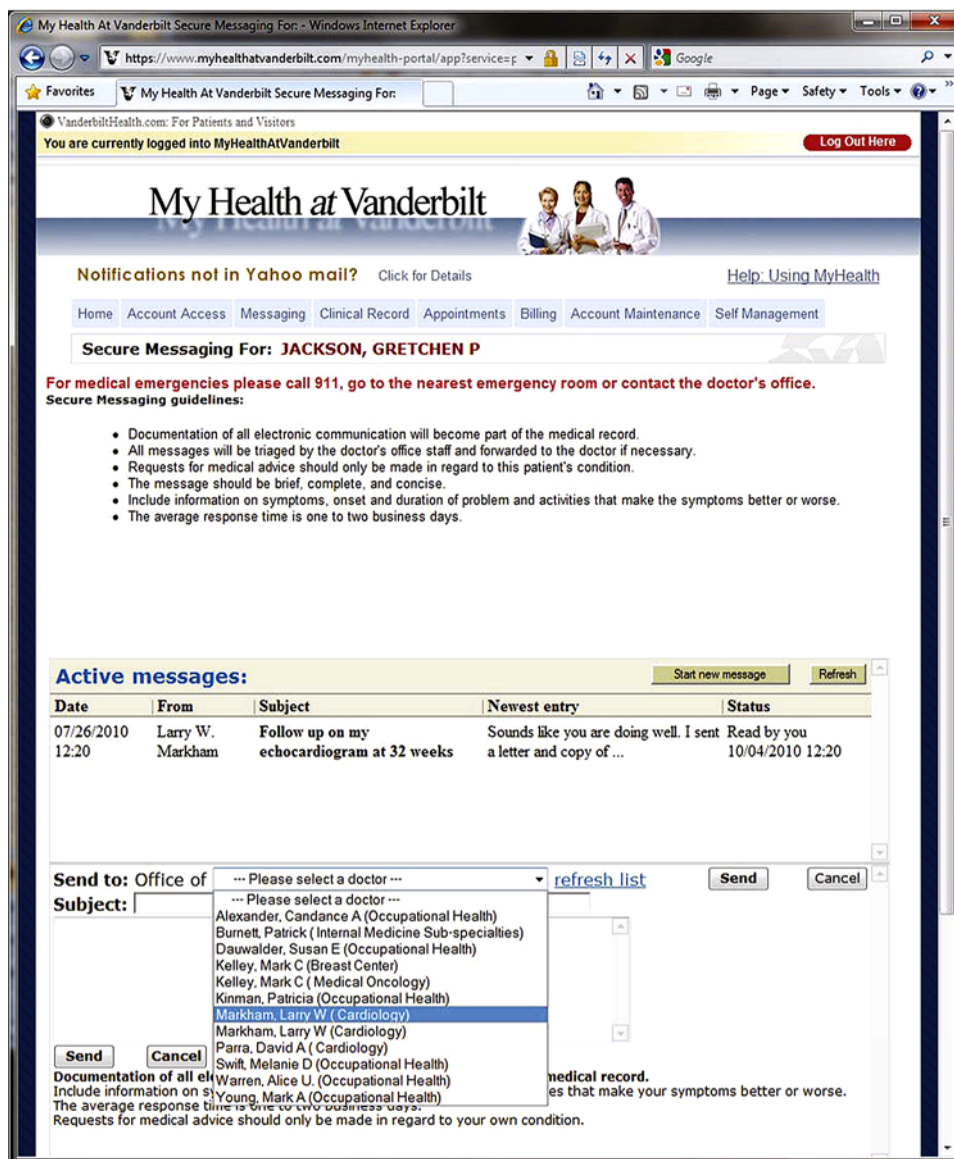 My Health At Vanderbilt Secure Messaging For: - Windows Internet Explorer
https://www.myhealthatvanderbilt.com/myhealth-portal/app?service=p
Google
Favorites My Health At Vanderbilt Secure Messaging For: Page Safety Tools
VanderbiltHealth.com: For Patients and Visitors
You are currently logged into MyHealthAtVanderbilt Log Out Here
My Health at Vanderbilt
Notifications not in Yahoo mail? Click for Details Help: Using MyHealth
Home Account Access Messaging Clinical Record Appointments Billing Account Maintenance Self Management
Secure Messaging For: JACKSON, GRETCHEN P
For medical emergencies please call 911, go to the nearest emergency room or contact the doctor's office.
Secure Messaging guidelines:
• Documentation of all electronic communication will become part of the medical record.
• All messages will be triaged by the doctor's office staff and forwarded to the doctor if necessary.
• Requests for medical advice should only be made in regard to this patient's condition.
• The message should be brief, complete, and concise.
• Include information on symptoms, onset and duration of problem and activities that make the symptoms better or worse.
• The average response time is one to two business days.
Active messages: Start new message Refresh
Date From Subject Newest entry Status
07/26/2010 Larry W. Follow up on my Sounds like you are doing well. I sent Read by you
12:20 Markham echocardiogram at 32 weeks a letter and copy of ... 10/04/2010 12:20
Send to: Office of --- Please select a doctor --- refresh list Send Cancel
Subject:
--- Please select a doctor ---
Alexander, Candance A (Occupational Health)
Burnett, Patrick ( Internal Medicine Sub-specialties)
Dauwalder, Susan E (Occupational Health)
Kelley, Mark C (Breast Center)
Kelley, Mark C ( Medical Oncology)
Kinman, Patricia (Occupational Health)
Markham, Larry W ( Cardiology)
Markham, Larry W (Cardiology)
Parra, David A ( Cardiology)
Swift, Melanie D (Occupational Health)
Warren, Alice U. (Occupational Health)
Young, Mark A (Occupational Health)
Send Cancel
Documentation of all el medical record.
Include information on s es that make your symptoms better or worse.
The average response time is one to two business days.
Requests for medical advice should only be made in regard to your own condition.